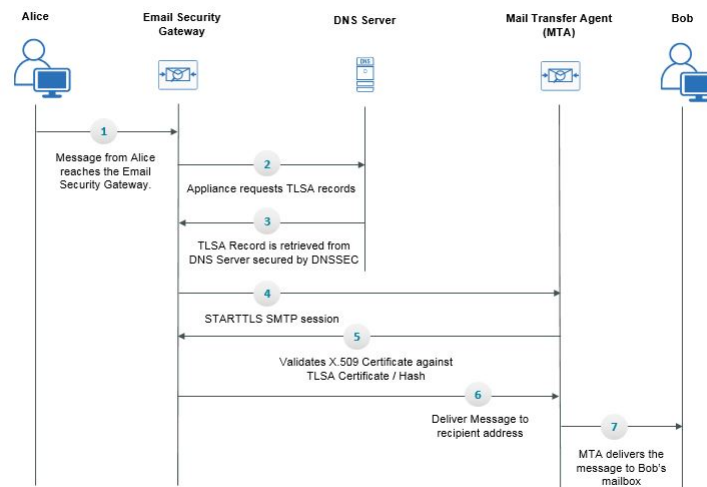 Alice
Email Security
Gateway
DNS Server
Mail Transfer Agent
(MTA)
Bob
DNS
1
Message from Alice
reaches the Email
Security Gateway.
2
Appliance requests TLSA records
3
TLSA Record is retrieved from
DNS Server secured by DNSSEC
4
STARTTLS SMTP session
5
Validates X.509 Certificate against
TLSA Certificate / Hash
6
Deliver Message to
recipient address
7
MTA delivers the
message to Bob's
mailbox